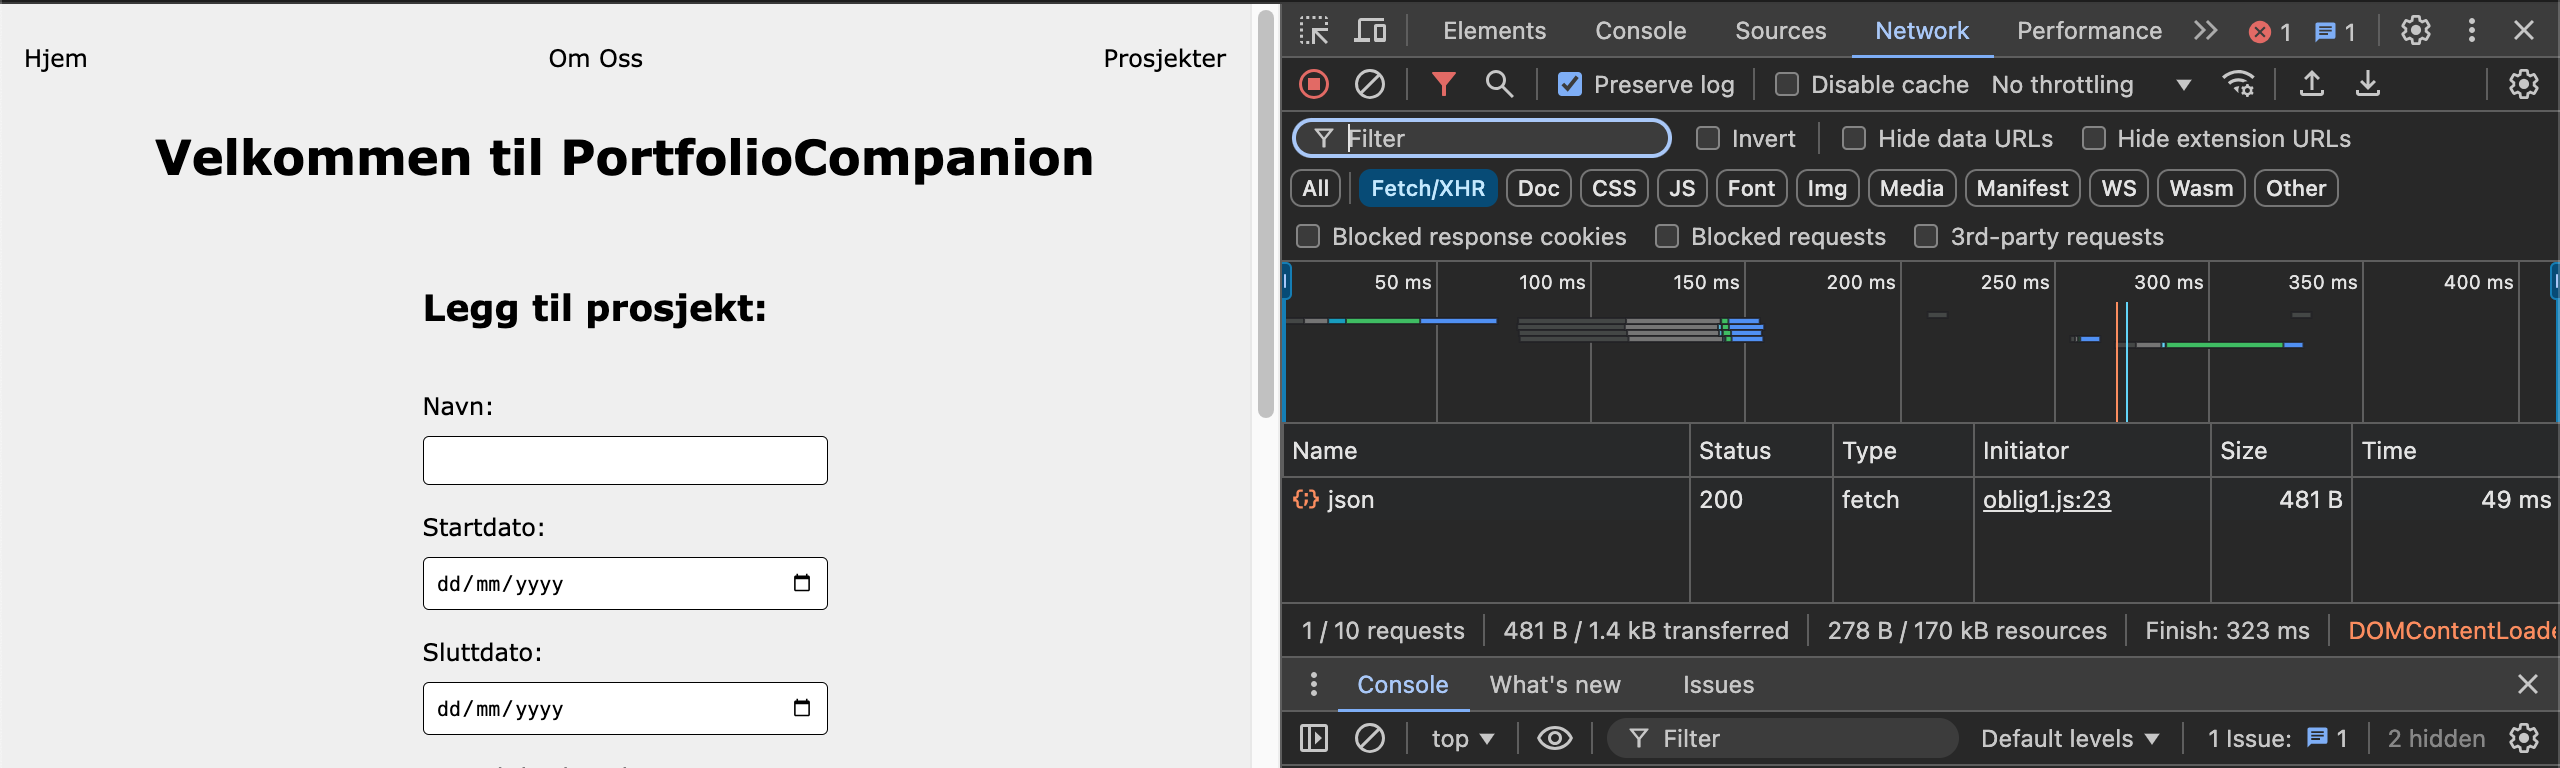 Hjem Om Oss Prosjekter
Velkommen til PortfolioCompanion
Legg til prosjekt:
Navn:
Startdato:
dd/mm/yyyy
Sluttdato:
dd/mm/yyyy
Elements Console Sources Network Performance 1 1
Preserve log Disable cache No throttling
Filter Invert Hide data URLs Hide extension URLs
All Fetch/XHR Doc CSS JS Font Img Media Manifest WS Wasm Other
Blocked response cookies Blocked requests 3rd-party requests
50 ms 100 ms 150 ms 200 ms 250 ms 300 ms 350 ms 400 ms
Name Status Type Initiator Size Time
json 200 fetch oblig1.js:23 481 B 49 ms
1 / 10 requests 481 B / 1.4 kB transferred 278 B / 170 kB resources Finish: 323 ms DOMContentLoade
Console What's new Issues
top Filter Default levels 1 Issue: 1 2 hidden